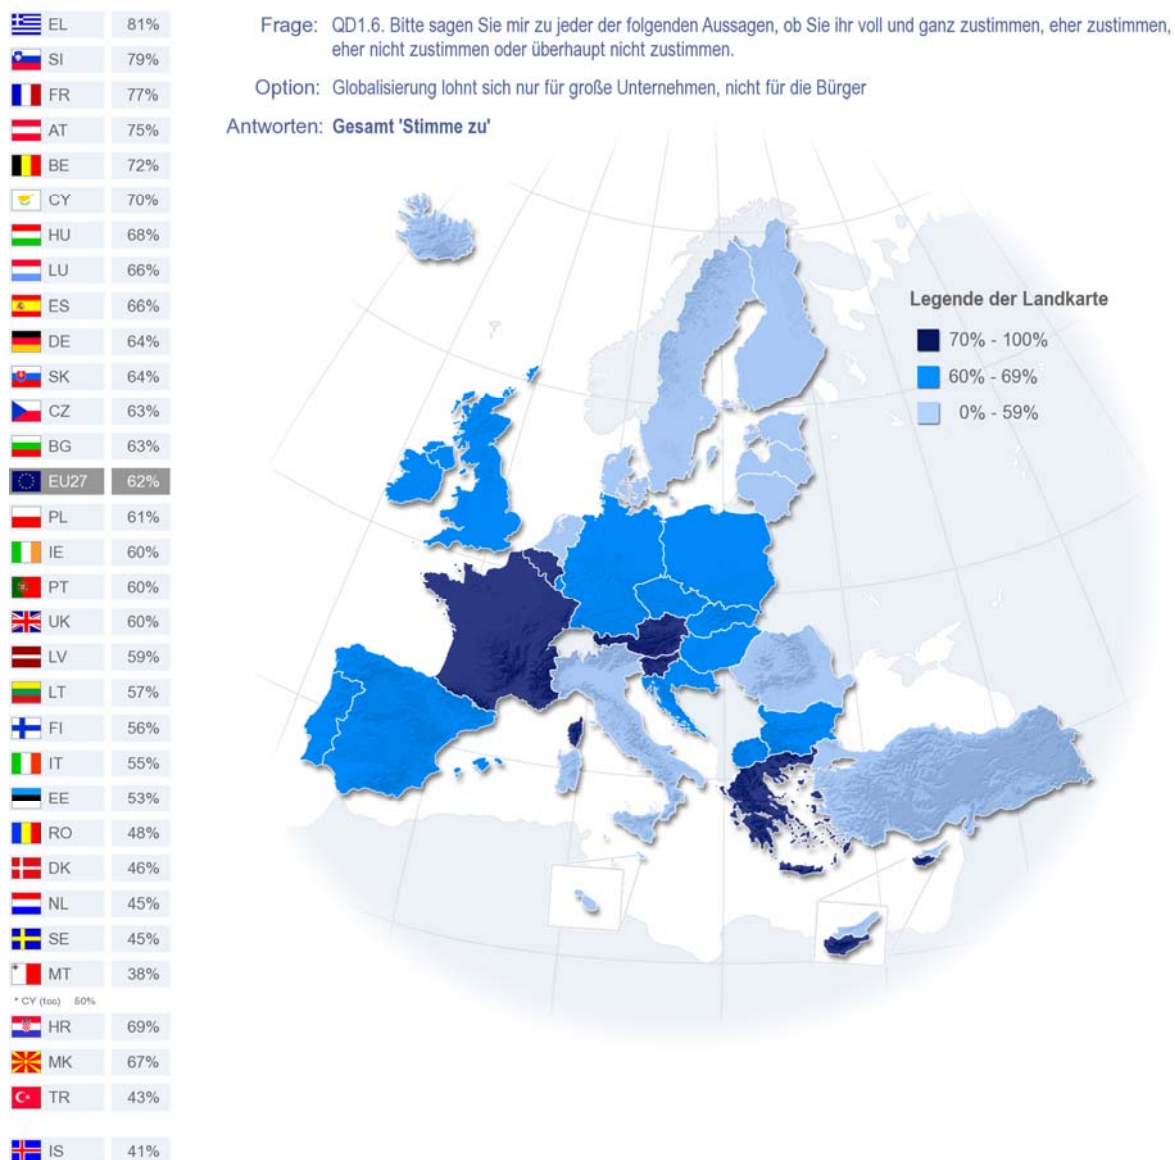 Frage: QD1.6. Bitte sagen Sie mir zu jeder der folgenden Aussagen, ob Sie ihr voll und ganz zustimmen, eher zustimmen,
eher nicht zustimmen oder überhaupt nicht zustimmen.
Option: Globalisierung lohnt sich nur für große Unternehmen, nicht für die Bürger
Antworten: Gesamt 'Stimme zu'
EL 81%
SI 79%
FR 77%
AT 75%
BE 72%
CY 70%
HU 68%
LU 66%
ES 66%
DE 64%
SK 64%
CZ 63%
BG 63%
EU27 62%
PL 61%
IE 60%
PT 60%
UK 60%
LV 59%
LT 57%
FI 56%
IT 55%
EE 53%
RO 48%
DK 46%
NL 45%
SE 45%
MT 38%
* CY (tcc) 50%
HR 69%
MK 67%
TR 43%
IS 41%
Legende der Landkarte
70% - 100%
60% - 69%
0% - 59%